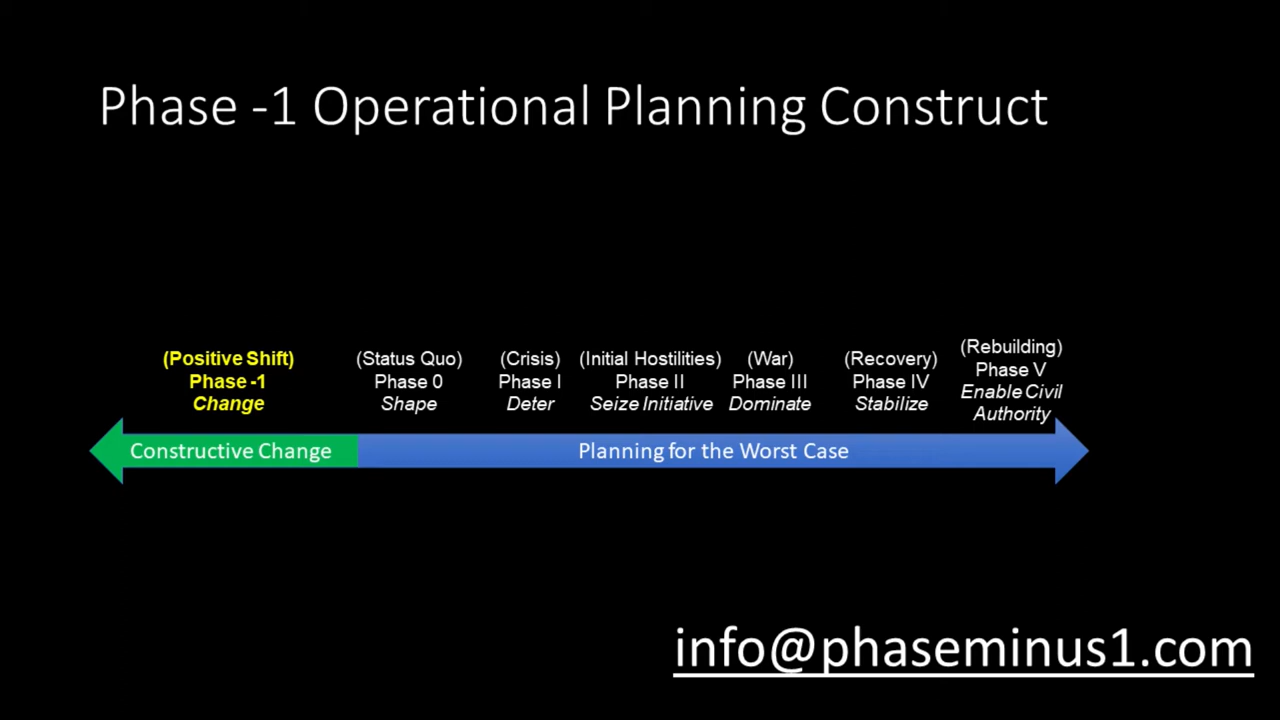 Phase -1 Operational Planning Construct
(Positive Shift)
Phase -1
Change
(Status Quo)
Phase 0
Shape
(Crisis)
Phase I
Deter
(Initial Hostilities)
Phase II
Seize Initiative
(War)
Phase III
Dominate
(Recovery)
Phase IV
Stabilize
(Rebuilding)
Phase V
Enable Civil
Authority
Constructive Change
Planning for the Worst Case
info@phaseminus1.com